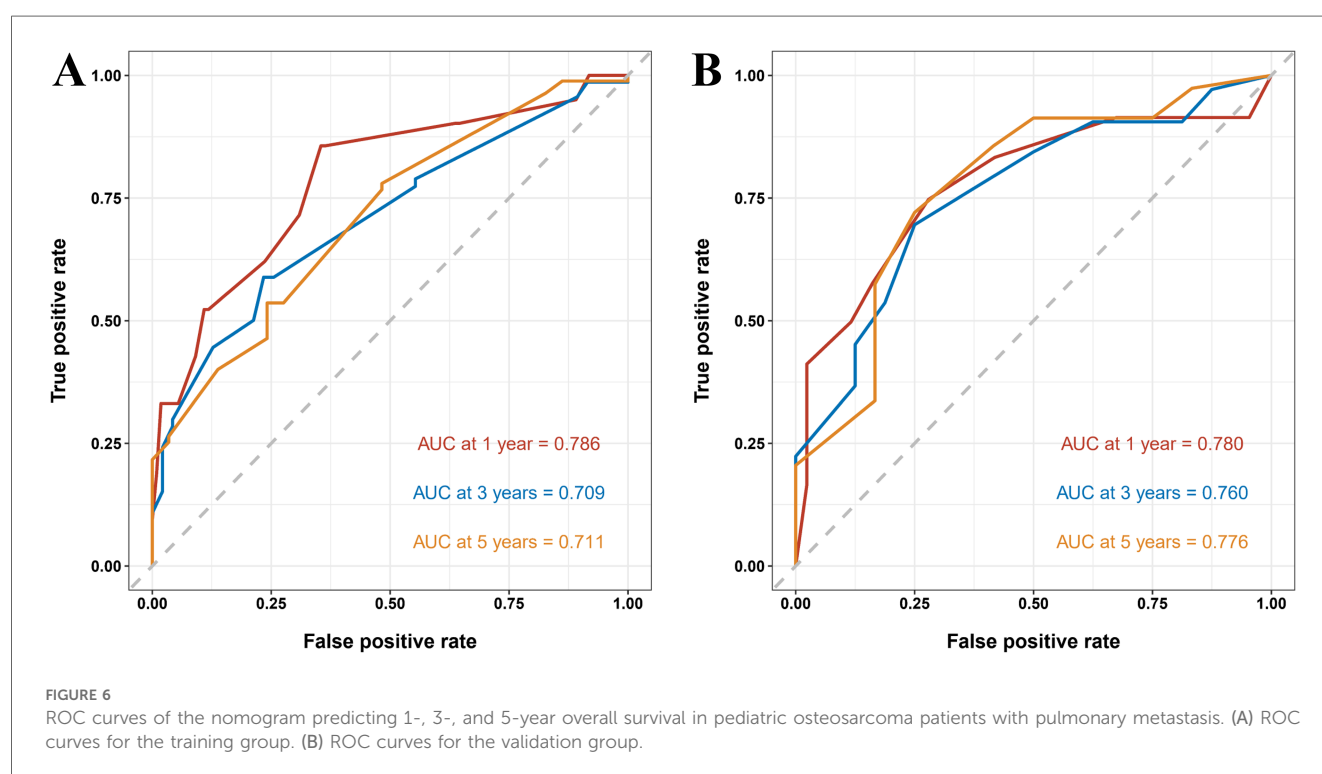 A
1.00
0.75
0.50
0.25
0.00
True positive rate
AUC at 1 year = 0.786
AUC at 3 years = 0.709
AUC at 5 years = 0.711
0.00 0.25 0.50 0.75 1.00
False positive rate
B
1.00
0.75
0.50
0.25
0.00
True positive rate
AUC at 1 year = 0.780
AUC at 3 years = 0.760
AUC at 5 years = 0.776
0.00 0.25 0.50 0.75 1.00
False positive rate
FIGURE 6
ROC curves of the nomogram predicting 1-, 3-, and 5-year overall survival in pediatric osteosarcoma patients with pulmonary metastasis. (A) ROC
curves for the training group. (B) ROC curves for the validation group.